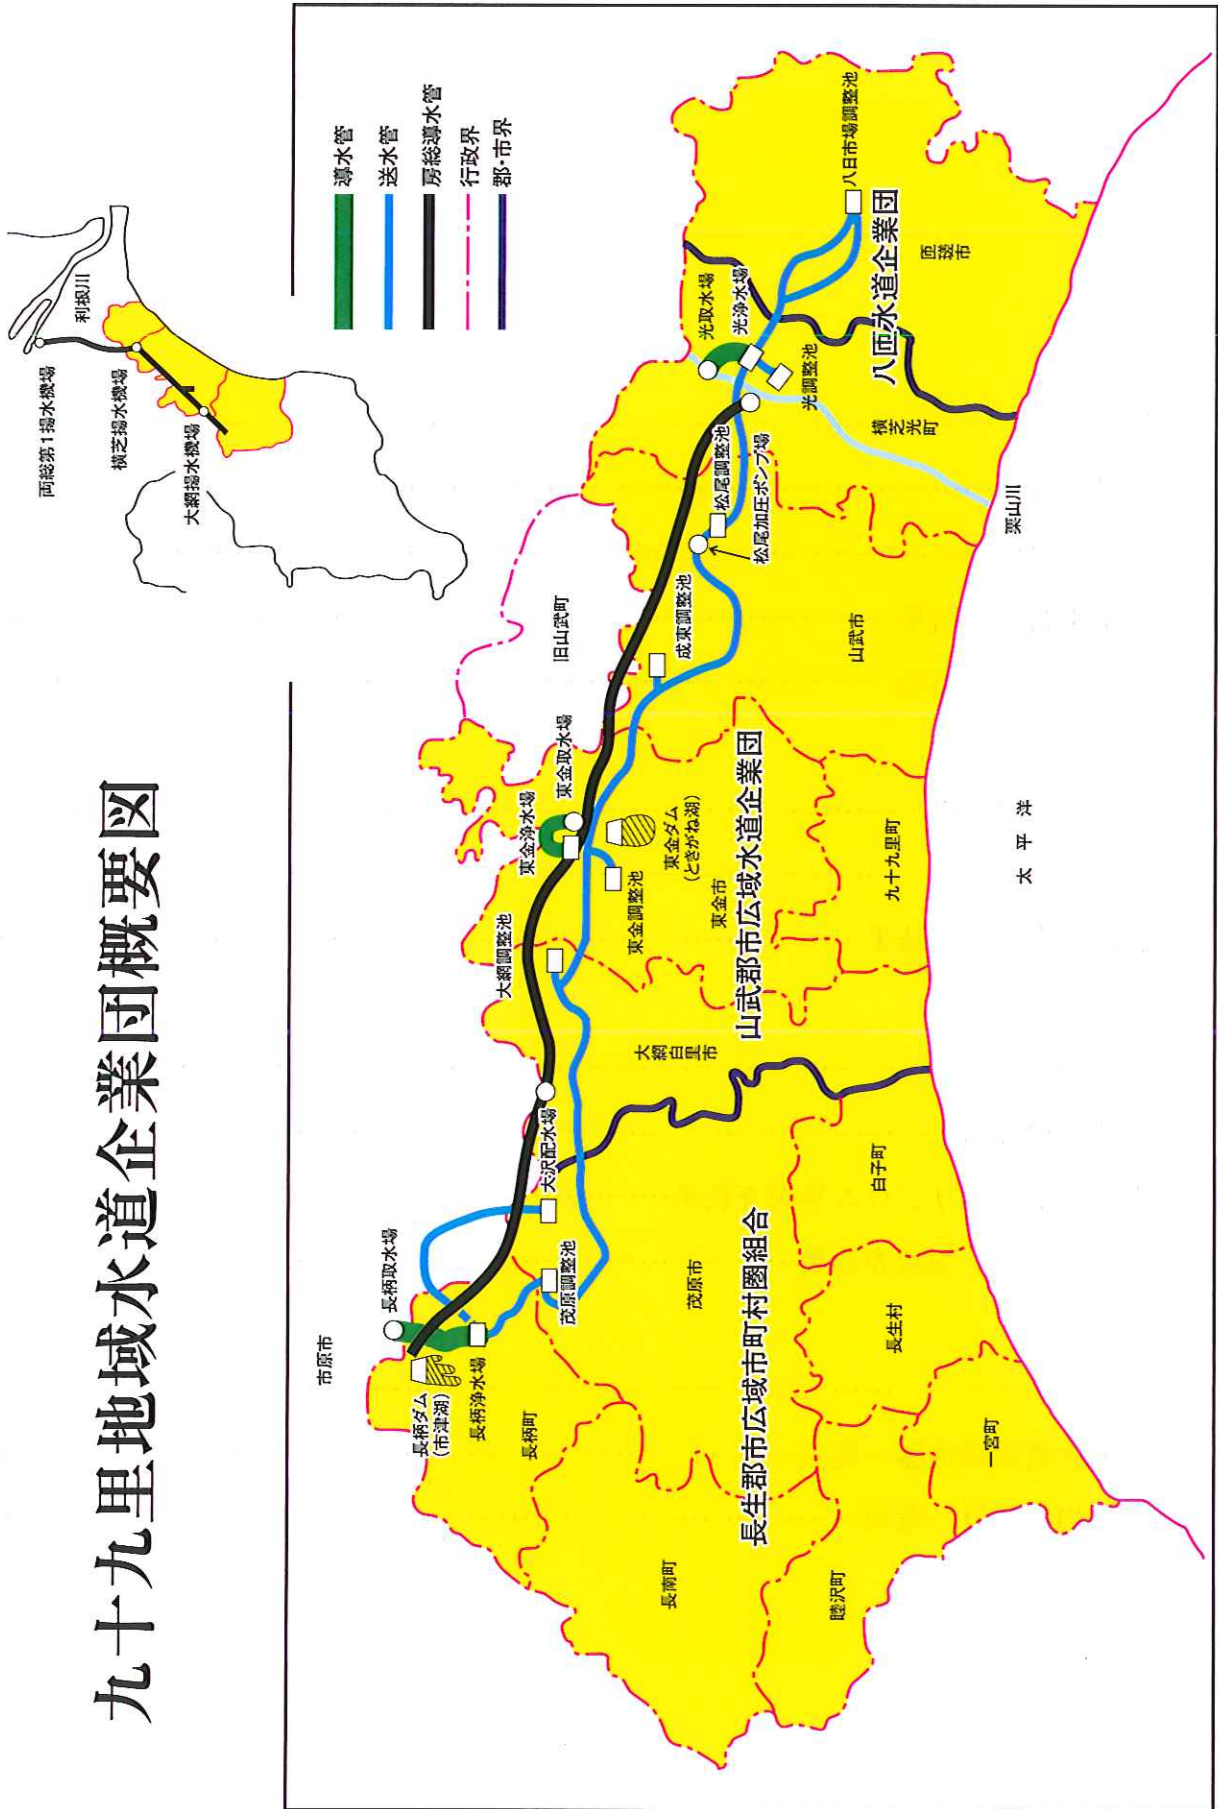 九十九里地域水道企業団概要図
両総第1揚水機場
利根川
横芝揚水機場
大網揚水機場
導水管
送水管
房総導水管
行政界
郡・市界
市原市
長柄取水場
長柄ダム
(市津湖)
長柄浄水場
長柄町
茂原調整池
大沢配水場
大網調整池
東金浄水場
東金取水場
東金調整池
東金ダム
(ときがね湖)
旧山武町
成東調整池
松尾調整池
松尾加圧ポンプ場
光取水場
光浄水場
光調整池
八日市場調整池
八匝水道企業団
匝瑳市
横芝光町
栗山川
山武市
山武郡市広域水道企業団
東金市
九十九里町
大網白里市
長生郡市広域市町村圏組合
茂原市
白子町
長生村
一宮町
長南町
睦沢町
太平洋